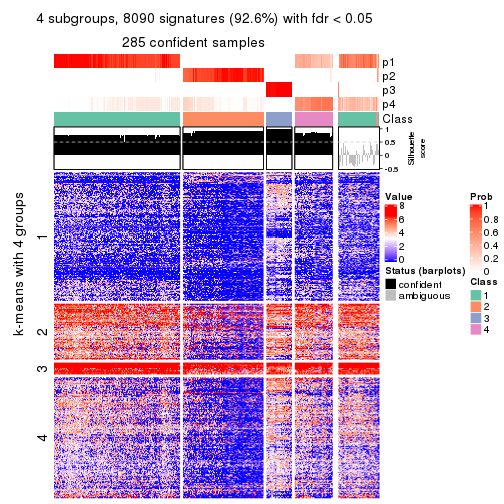 4 subgroups, 8090 signatures (92.6%) with fdr < 0.05
285 confident samples
p1
p2
p3
p4
Class
1
0.5
0
-0.5
Silhouette
score
k-means with 4 groups
1
2
3
4
Value
8
6
4
2
0
Status (barplots)
confident
ambiguous
Prob
1
0.8
0.6
0.4
0.2
0
Class
1
2
3
4